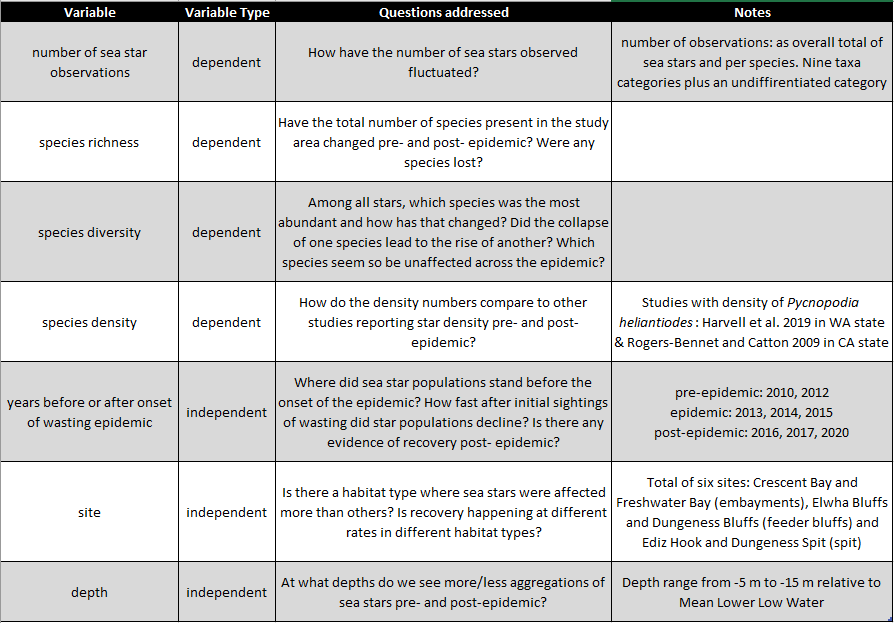 Variable Variable Type Questions addressed Notes
number of sea star
observations
dependent
How have the number of sea stars observed
fluctuated?
number of observations: as overall total of
sea stars and per species. Nine taxa
categories plus an undiffirentiated category
species richness
dependent
Have the total number of species present in the study
area changed pre- and post- epidemic? Were any
species lost?
species diversity
dependent
Among all stars, which species was the most
abundant and how has that changed? Did the collapse
of one species lead to the rise of another? Which
species seem so be unaffected across the epidemic?
species density
dependent
How do the density numbers compare to other
studies reporting star density pre- and post-
epidemic?
Studies with density of Pycnopodia
heliantiodes : Harvell et al. 2019 in WA state
& Rogers-Bennet and Catton 2009 in CA state
years before or after onset
of wasting epidemic
independent
Where did sea star populations stand before the
onset of the epidemic? How fast after initial sightings
of wasting did star populations decline? Is there any
evidence of recovery post- epidemic?
pre-epidemic: 2010, 2012
epidemic: 2013, 2014, 2015
post-epidemic: 2016, 2017, 2020
site
independent
Is there a habitat type where sea stars were affected
more than others? Is recovery happening at different
rates in different habitat types?
Total of six sites: Crescent Bay and
Freshwater Bay (embayments), Elwha Bluffs
and Dungeness Bluffs (feeder bluffs) and
Ediz Hook and Dungeness Spit (spit)
depth
independent
At what depths do we see more/less aggregations of
sea stars pre- and post-epidemic?
Depth range from -5 m to -15 m relative to
Mean Lower Low Water